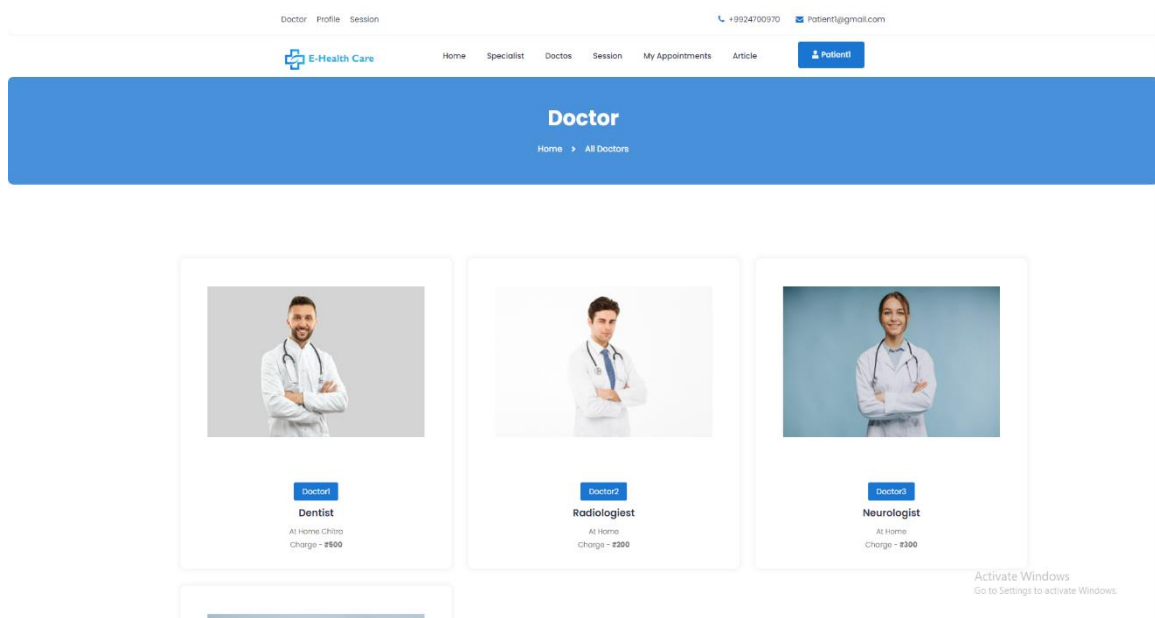 Doctor Profile Session +9924700970 Patient1@gmail.com
E-Health Care Home Specialist Doctos Session My Appointments Article Patient1
Doctor
Home > All Doctors
Doctor1 Doctor2 Doctor3
Dentist Radiologiest Neurologist
At Home Chitra At Home At Home
Charge - ₹500 Charge - ₹200 Charge - ₹300
Activate Windows
Go to Settings to activate Windows.